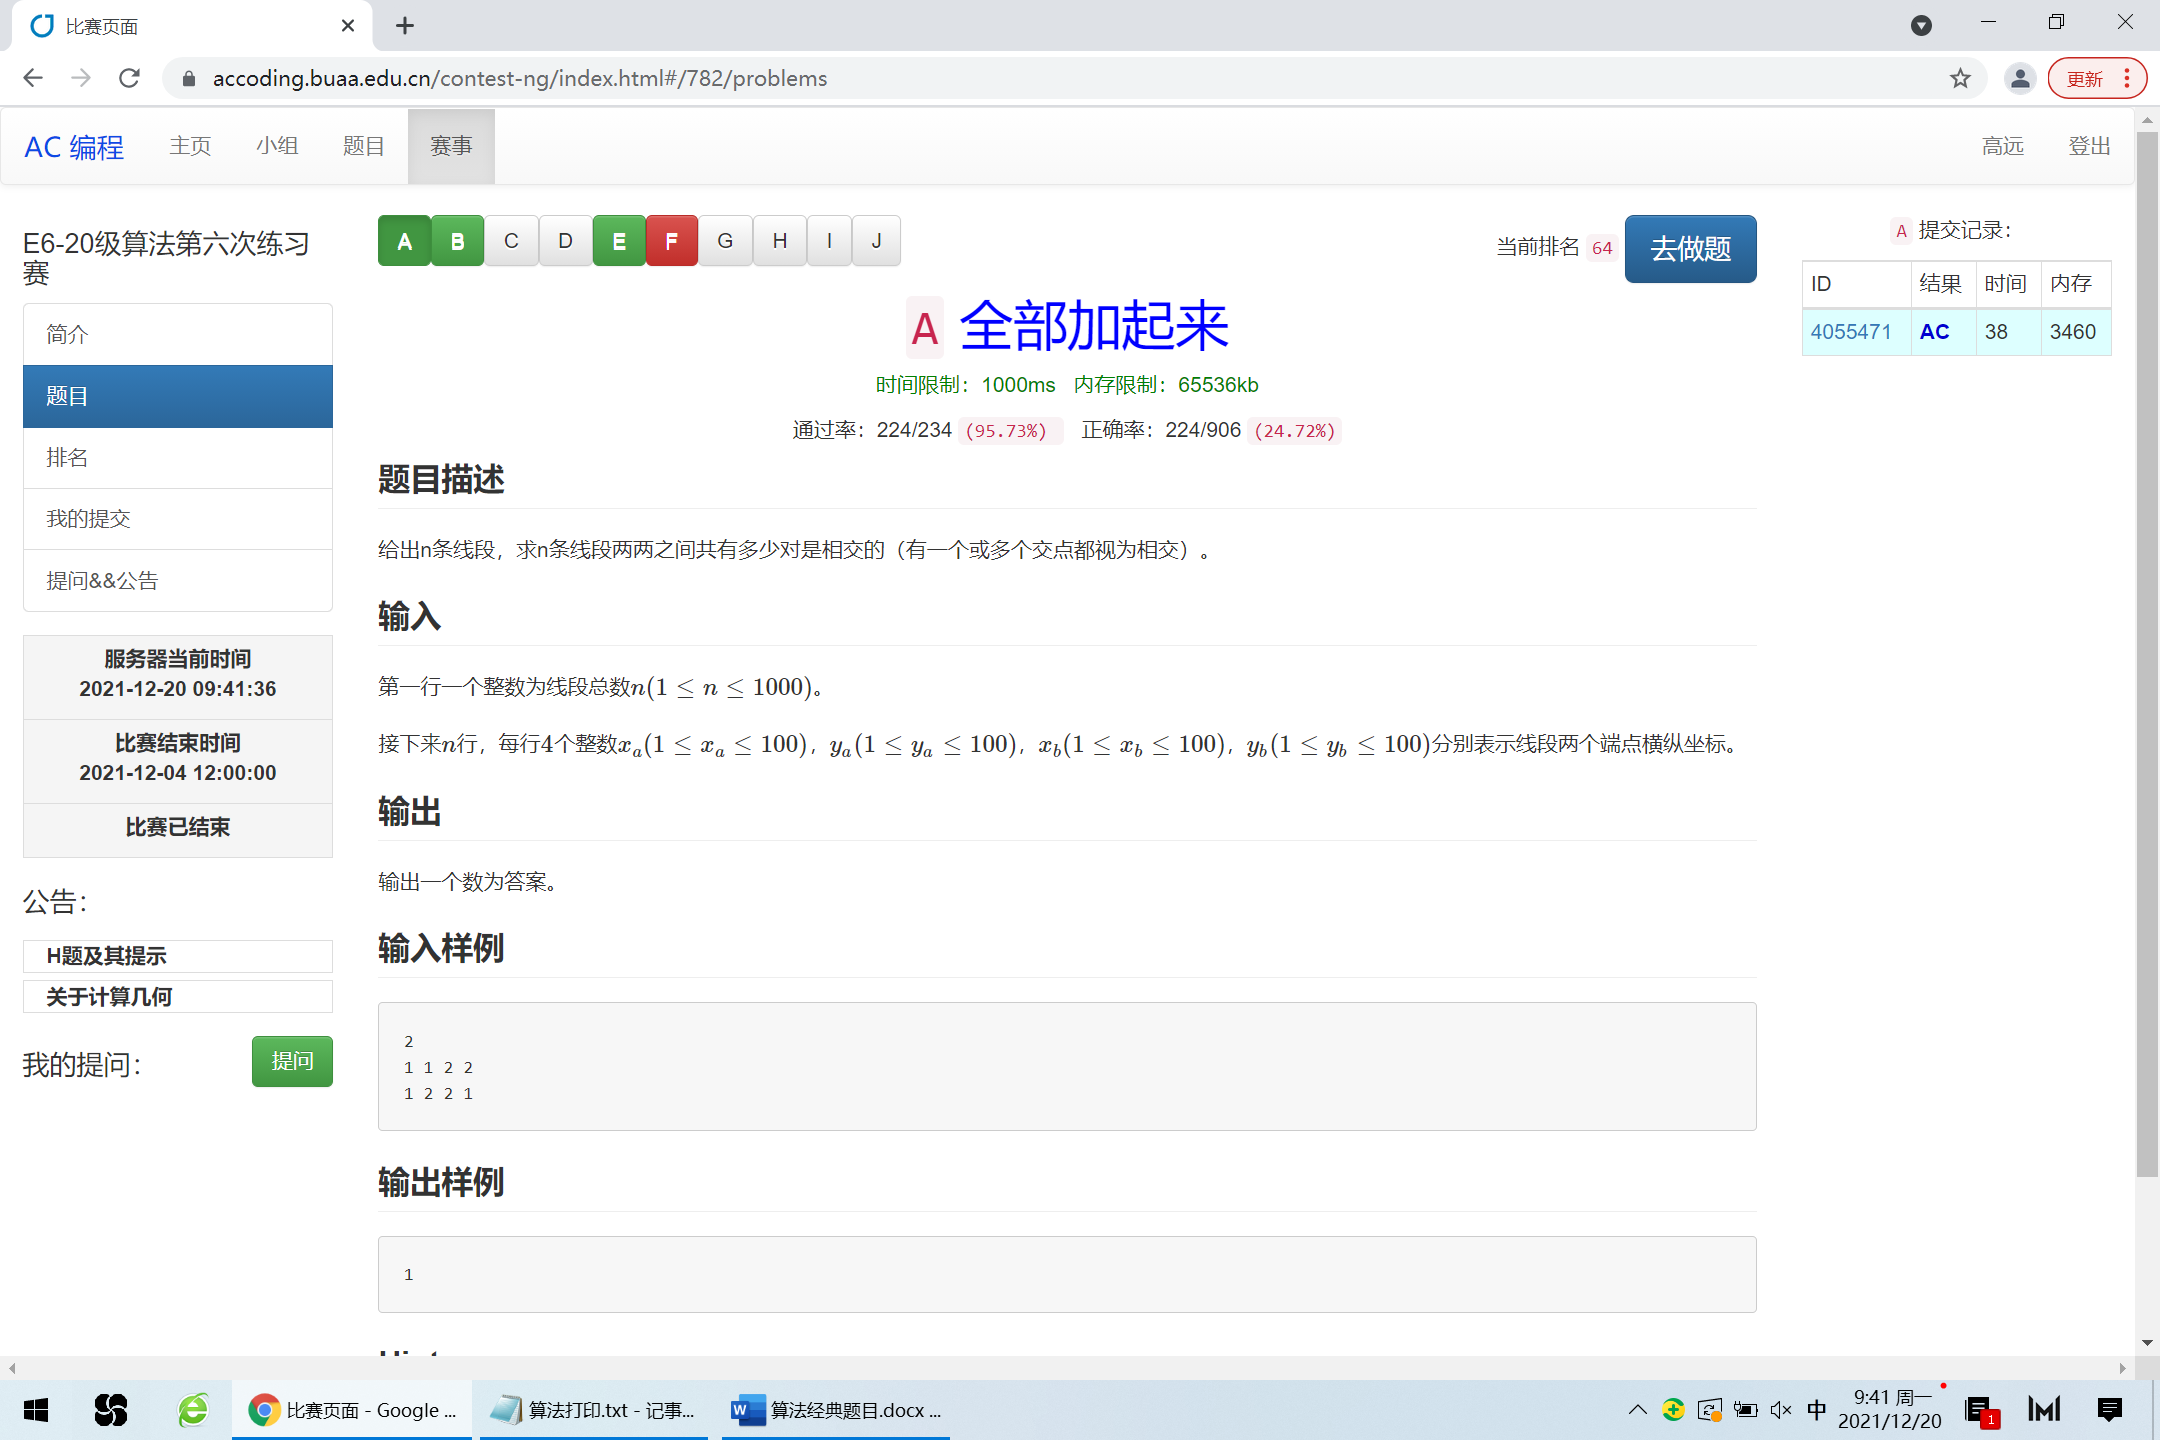 比赛页面
accoding.buaa.edu.cn/contest-ng/index.html#/782/problems
更新
AC 编程 主页 小组 题目 赛事 高远 登出
E6-20级算法第六次练习
赛
简介
题目
排名
我的提交
提问&&公告
服务器当前时间
2021-12-20 09:41:36
比赛结束时间
2021-12-04 12:00:00
比赛已结束
公告：
H题及其提示
关于计算几何
我的提问： 提问
A B C D E F G H I J
当前排名 64 去做题
A 全部加起来
时间限制：1000ms 内存限制：65536kb
通过率：224/234 (95.73%) 正确率：224/906 (24.72%)
题目描述
给出n条线段，求n条线段两两之间共有多少对是相交的（有一个或多个交点都视为相交）。
输入
第一行一个整数为线段总数n(1 ≤ n ≤ 1000)。
接下来n行，每行4个整数x_a(1 ≤ x_a ≤ 100)，y_a(1 ≤ y_a ≤ 100)，x_b(1 ≤ x_b ≤ 100)，y_b(1 ≤ y_b ≤ 100)分别表示线段两个端点横纵坐标。
输出
输出一个数为答案。
输入样例
2
1 1 2 2
1 2 2 1
输出样例
1
A 提交记录：
ID 结果 时间 内存
4055471 AC 38 3460
比赛页面 - Google ...
算法打印.txt - 记事...
算法经典题目.docx ...
中
9:41 周一
2021/12/20
1